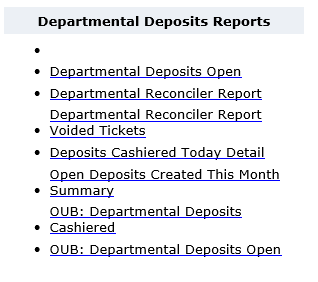 Departmental Deposits Reports
Departmental Deposits Open
Departmental Reconciler Report
Departmental Reconciler Report
Voided Tickets
Deposits Cashiered Today Detail
Open Deposits Created This Month
Summary
OUB: Departmental Deposits
Cashiered
OUB: Departmental Deposits Open